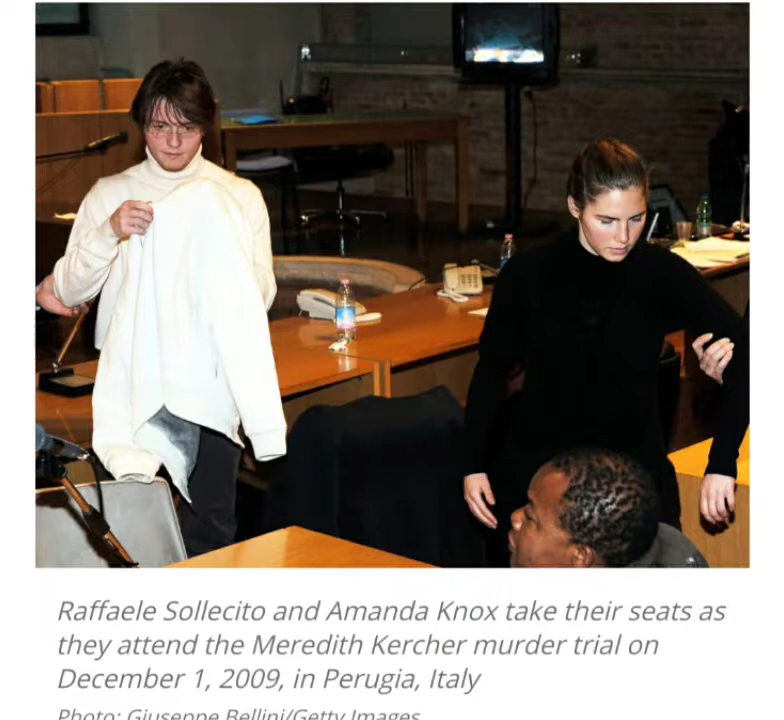 Raffaele Sollecito and Amanda Knox take their seats as
they attend the Meredith Kercher murder trial on
December 1, 2009, in Perugia, Italy
Photo: Giuseppe Bellini/Getty Images